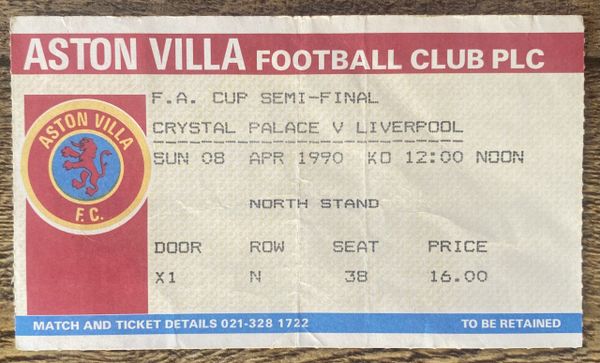 ASTON VILLA FOOTBALL CLUB PLC
F.A. CUP SEMI-FINAL
CRYSTAL PALACE V LIVERPOOL
SUN 08 APR 1990 KO 12:00 NOON
ASTON VILLA
F.C.
NORTH STAND
DOOR ROW SEAT PRICE
X1 N 38 16.00
MATCH AND TICKET DETAILS 021-328 1722 TO BE RETAINED